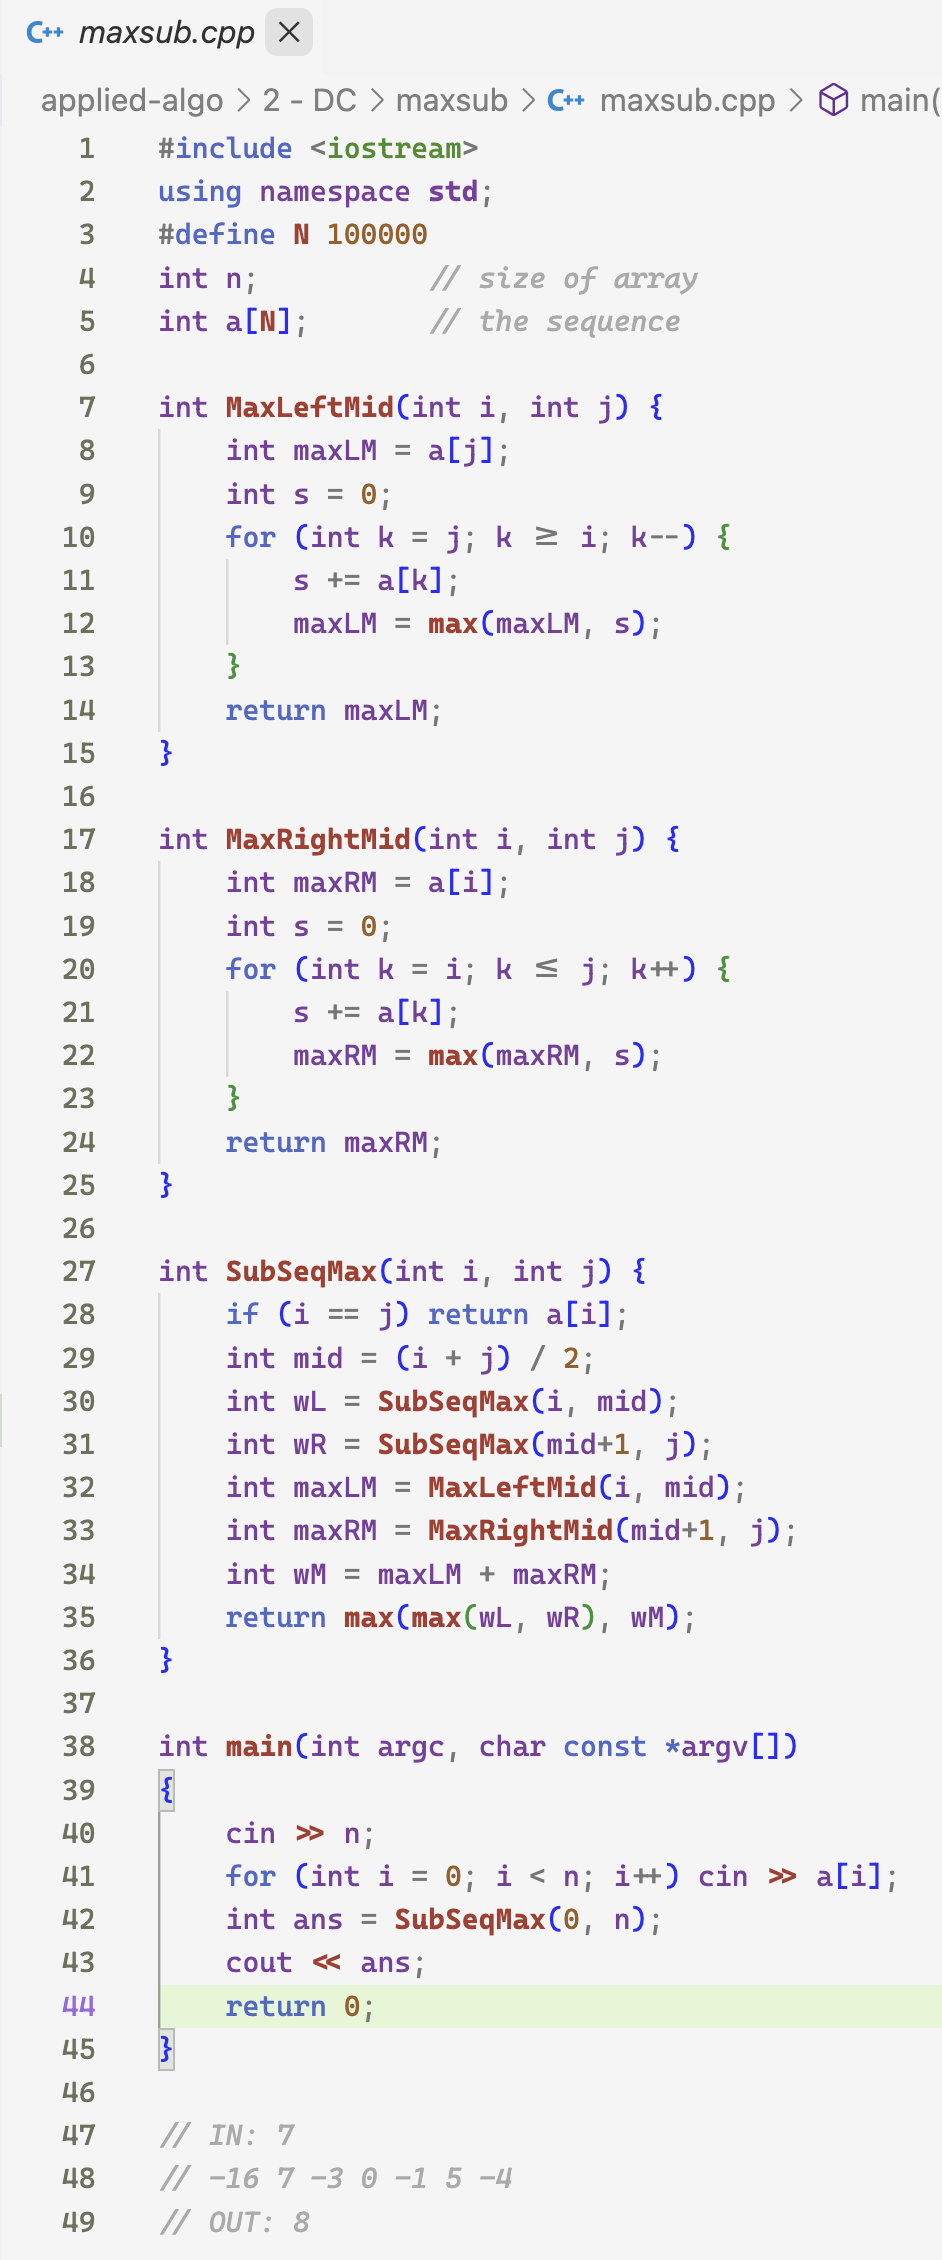 C++ maxsub.cpp
applied-algo > 2 - DC > maxsub > C++ maxsub.cpp > main(
1 #include <iostream>
2 using namespace std;
3 #define N 100000
4 int n;          // size of array
5 int a[N];       // the sequence
6
7 int MaxLeftMid(int i, int j) {
8     int maxLM = a[j];
9     int s = 0;
10     for (int k = j; k ≥ i; k--) {
11         s += a[k];
12         maxLM = max(maxLM, s);
13     }
14     return maxLM;
15 }
16
17 int MaxRightMid(int i, int j) {
18     int maxRM = a[i];
19     int s = 0;
20     for (int k = i; k ≤ j; k++) {
21         s += a[k];
22         maxRM = max(maxRM, s);
23     }
24     return maxRM;
25 }
26
27 int SubSeqMax(int i, int j) {
28     if (i == j) return a[i];
29     int mid = (i + j) / 2;
30     int wL = SubSeqMax(i, mid);
31     int wR = SubSeqMax(mid+1, j);
32     int maxLM = MaxLeftMid(i, mid);
33     int maxRM = MaxRightMid(mid+1, j);
34     int wM = maxLM + maxRM;
35     return max(max(wL, wR), wM);
36 }
37
38 int main(int argc, char const *argv[])
39 {
40     cin >> n;
41     for (int i = 0; i < n; i++) cin >> a[i];
42     int ans = SubSeqMax(0, n);
43     cout << ans;
44     return 0;
45 }
46
47 // IN: 7
48 // -16 7 -3 0 -1 5 -4
49 // OUT: 8